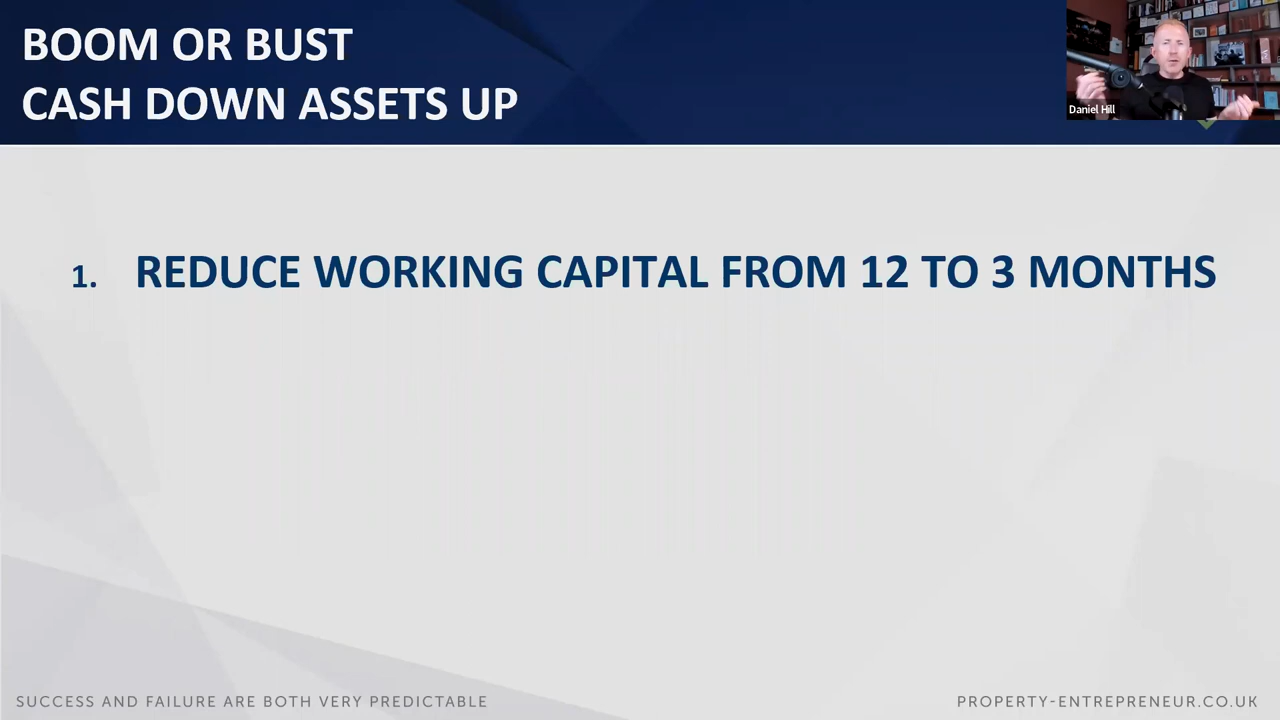 BOOM OR BUST
CASH DOWN ASSETS UP
Daniel Hill
1. REDUCE WORKING CAPITAL FROM 12 TO 3 MONTHS
SUCCESS AND FAILURE ARE BOTH VERY PREDICTABLE
PROPERTY-ENTREPRENEUR.CO.UK